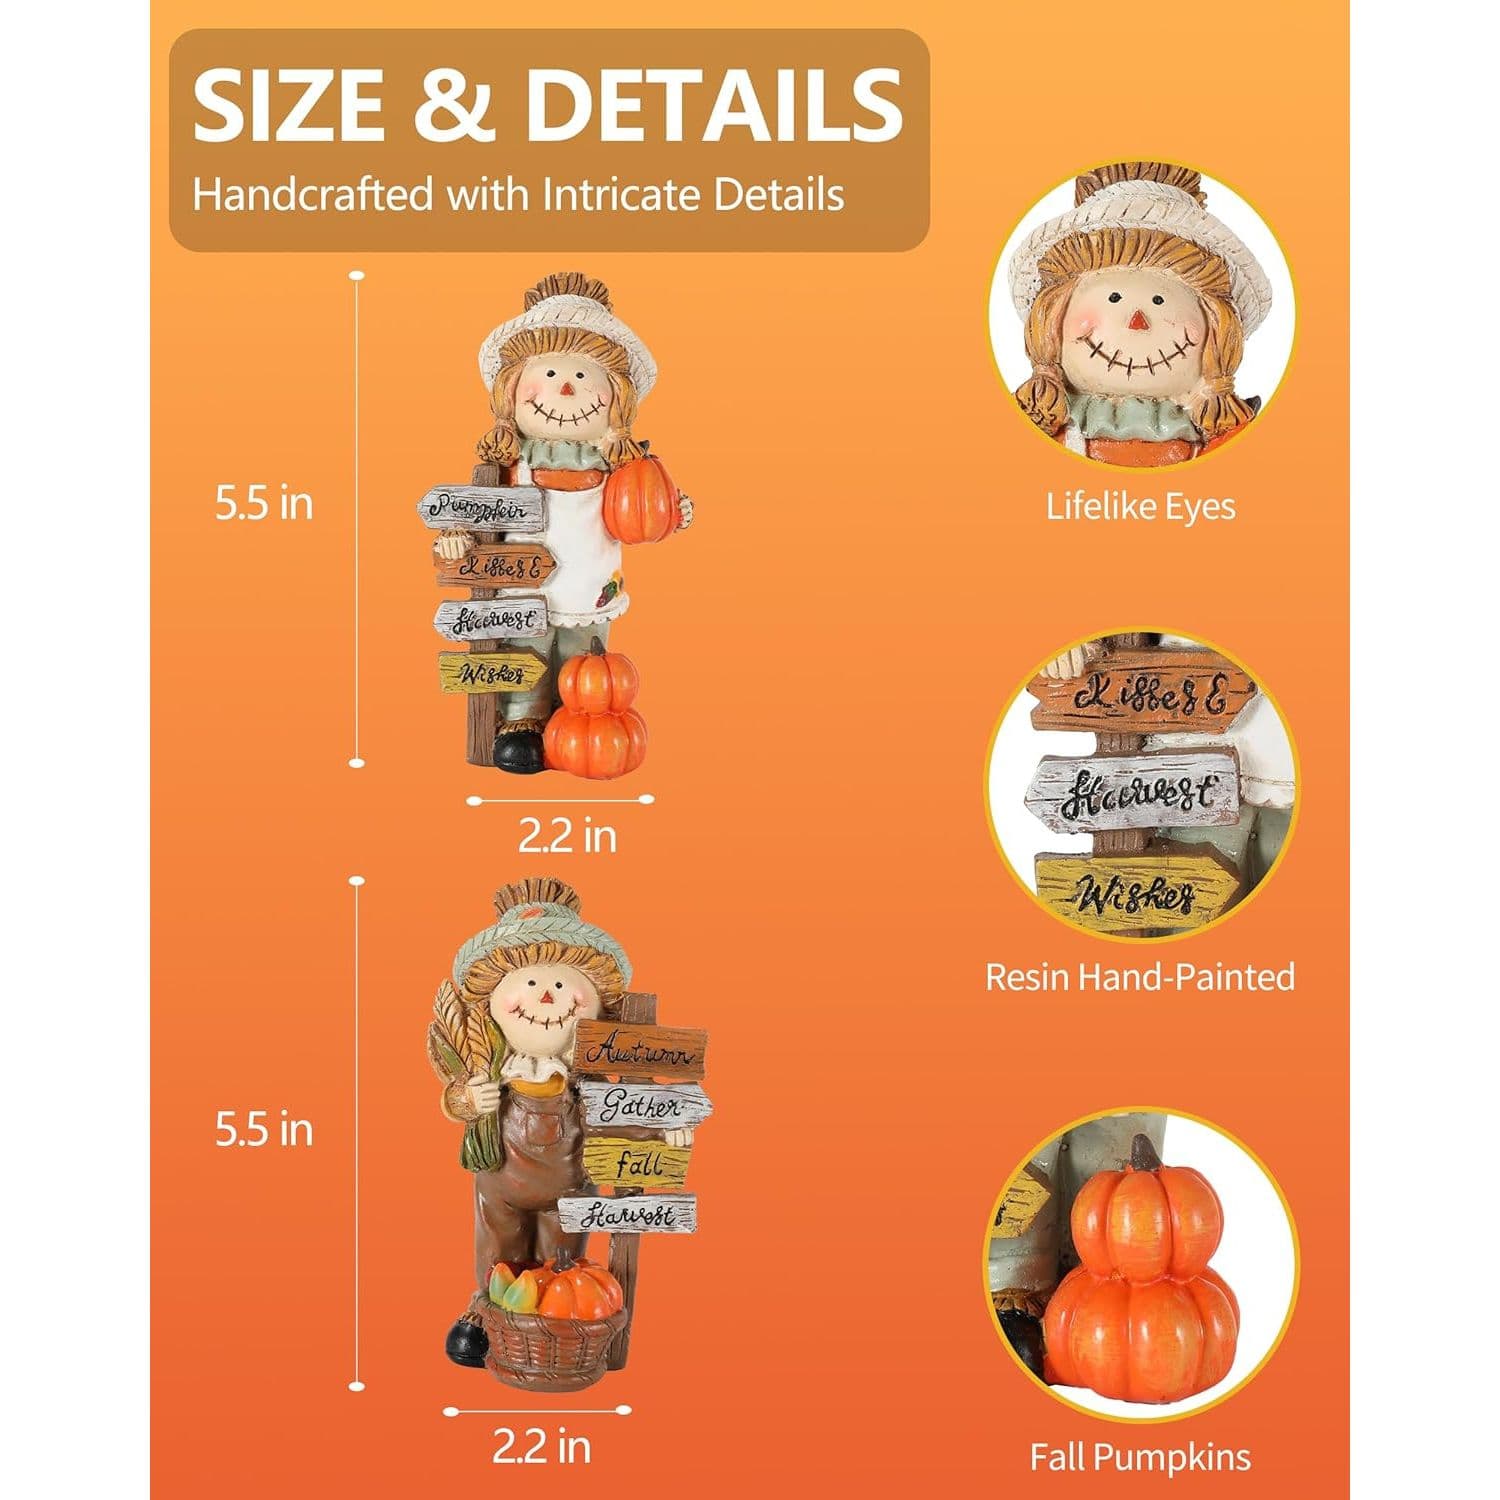 SIZE & DETAILS
Handcrafted with Intricate Details
5.5 in
Pumpkin
Kisses &
Harvest
Wishes
2.2 in
5.5 in
Autumn
Gather
fall
Harvest
2.2 in
Lifelike Eyes
Kisses &
Harvest
Wishes
Resin Hand-Painted
Fall Pumpkins